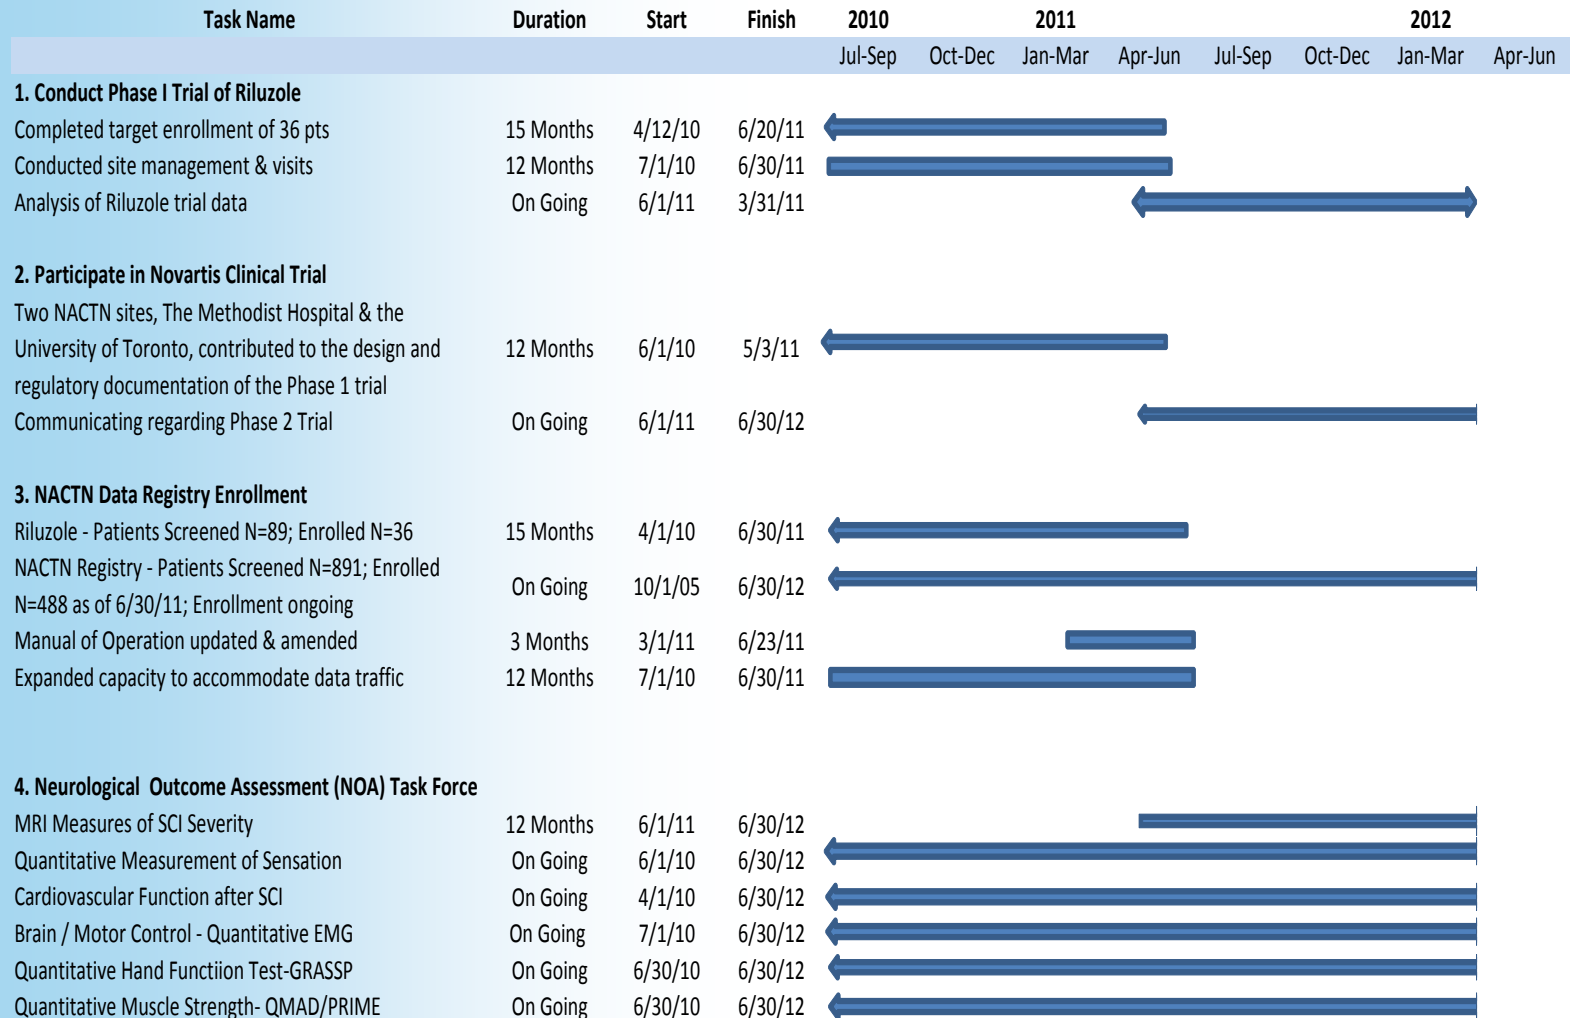 Task Name Duration Start Finish 2010 2011 2012
Jul-Sep Oct-Dec Jan-Mar Apr-Jun Jul-Sep Oct-Dec Jan-Mar Apr-Jun
1. Conduct Phase I Trial of Riluzole
Completed target enrollment of 36 pts 15 Months 4/12/10 6/20/11
Conducted site management & visits 12 Months 7/1/10 6/30/11
Analysis of Riluzole trial data On Going 6/1/11 3/31/11
2. Participate in Novartis Clinical Trial
Two NACTN sites, The Methodist Hospital & the
University of Toronto, contributed to the design and 12 Months 6/1/10 5/3/11
regulatory documentation of the Phase 1 trial
Communicating regarding Phase 2 Trial On Going 6/1/11 6/30/12
3. NACTN Data Registry Enrollment
Riluzole - Patients Screened N=89; Enrolled N=36 15 Months 4/1/10 6/30/11
NACTN Registry - Patients Screened N=891; Enrolled
On Going 10/1/05 6/30/12
N=488 as of 6/30/11; Enrollment ongoing
Manual of Operation updated & amended 3 Months 3/1/11 6/23/11
Expanded capacity to accommodate data traffic 12 Months 7/1/10 6/30/11
4. Neurological Outcome Assessment (NOA) Task Force
MRI Measures of SCI Severity 12 Months 6/1/11 6/30/12
Quantitative Measurement of Sensation On Going 6/1/10 6/30/12
Cardiovascular Function after SCI On Going 4/1/10 6/30/12
Brain / Motor Control - Quantitative EMG On Going 7/1/10 6/30/12
Quantitative Hand Functiion Test-GRASSP On Going 6/30/10 6/30/12
Quantitative Muscle Strength- QMAD/PRIME On Going 6/30/10 6/30/12